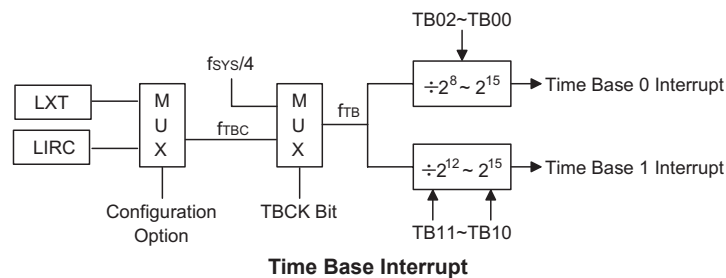 TB02~TB00
fSYS/4
÷2^8 ~ 2^15
Time Base 0 Interrupt
LXT
LIRC
M
U
X
fTBC
M
U
X
fTB
÷2^12 ~ 2^15
Time Base 1 Interrupt
Configuration
Option
TBCK Bit
TB11~TB10
Time Base Interrupt